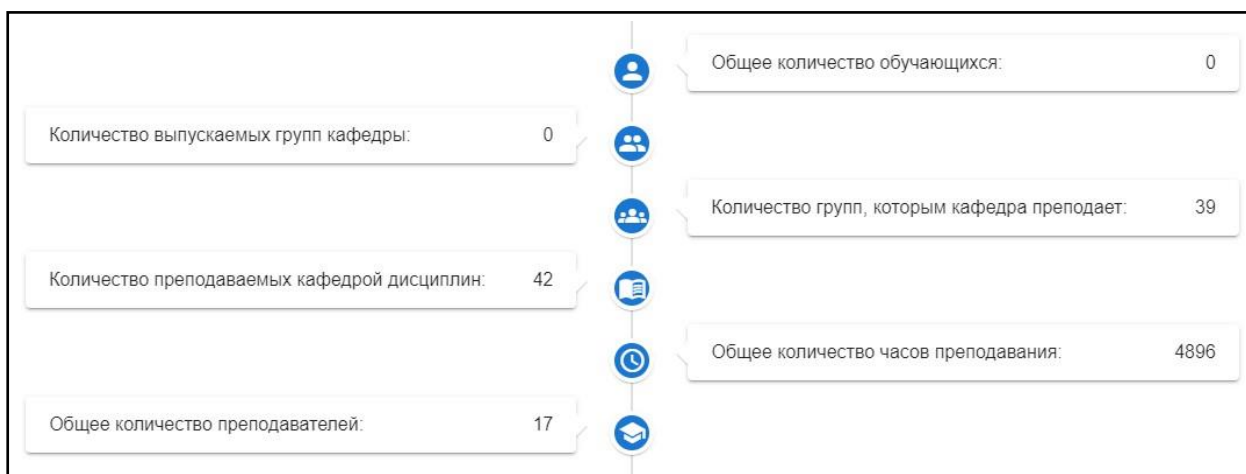 Общее количество обучающихся: 0
Количество выпускаемых групп кафедры: 0
Количество групп, которым кафедра преподает: 39
Количество преподаваемых кафедрой дисциплин: 42
Общее количество часов преподавания: 4896
Общее количество преподавателей: 17